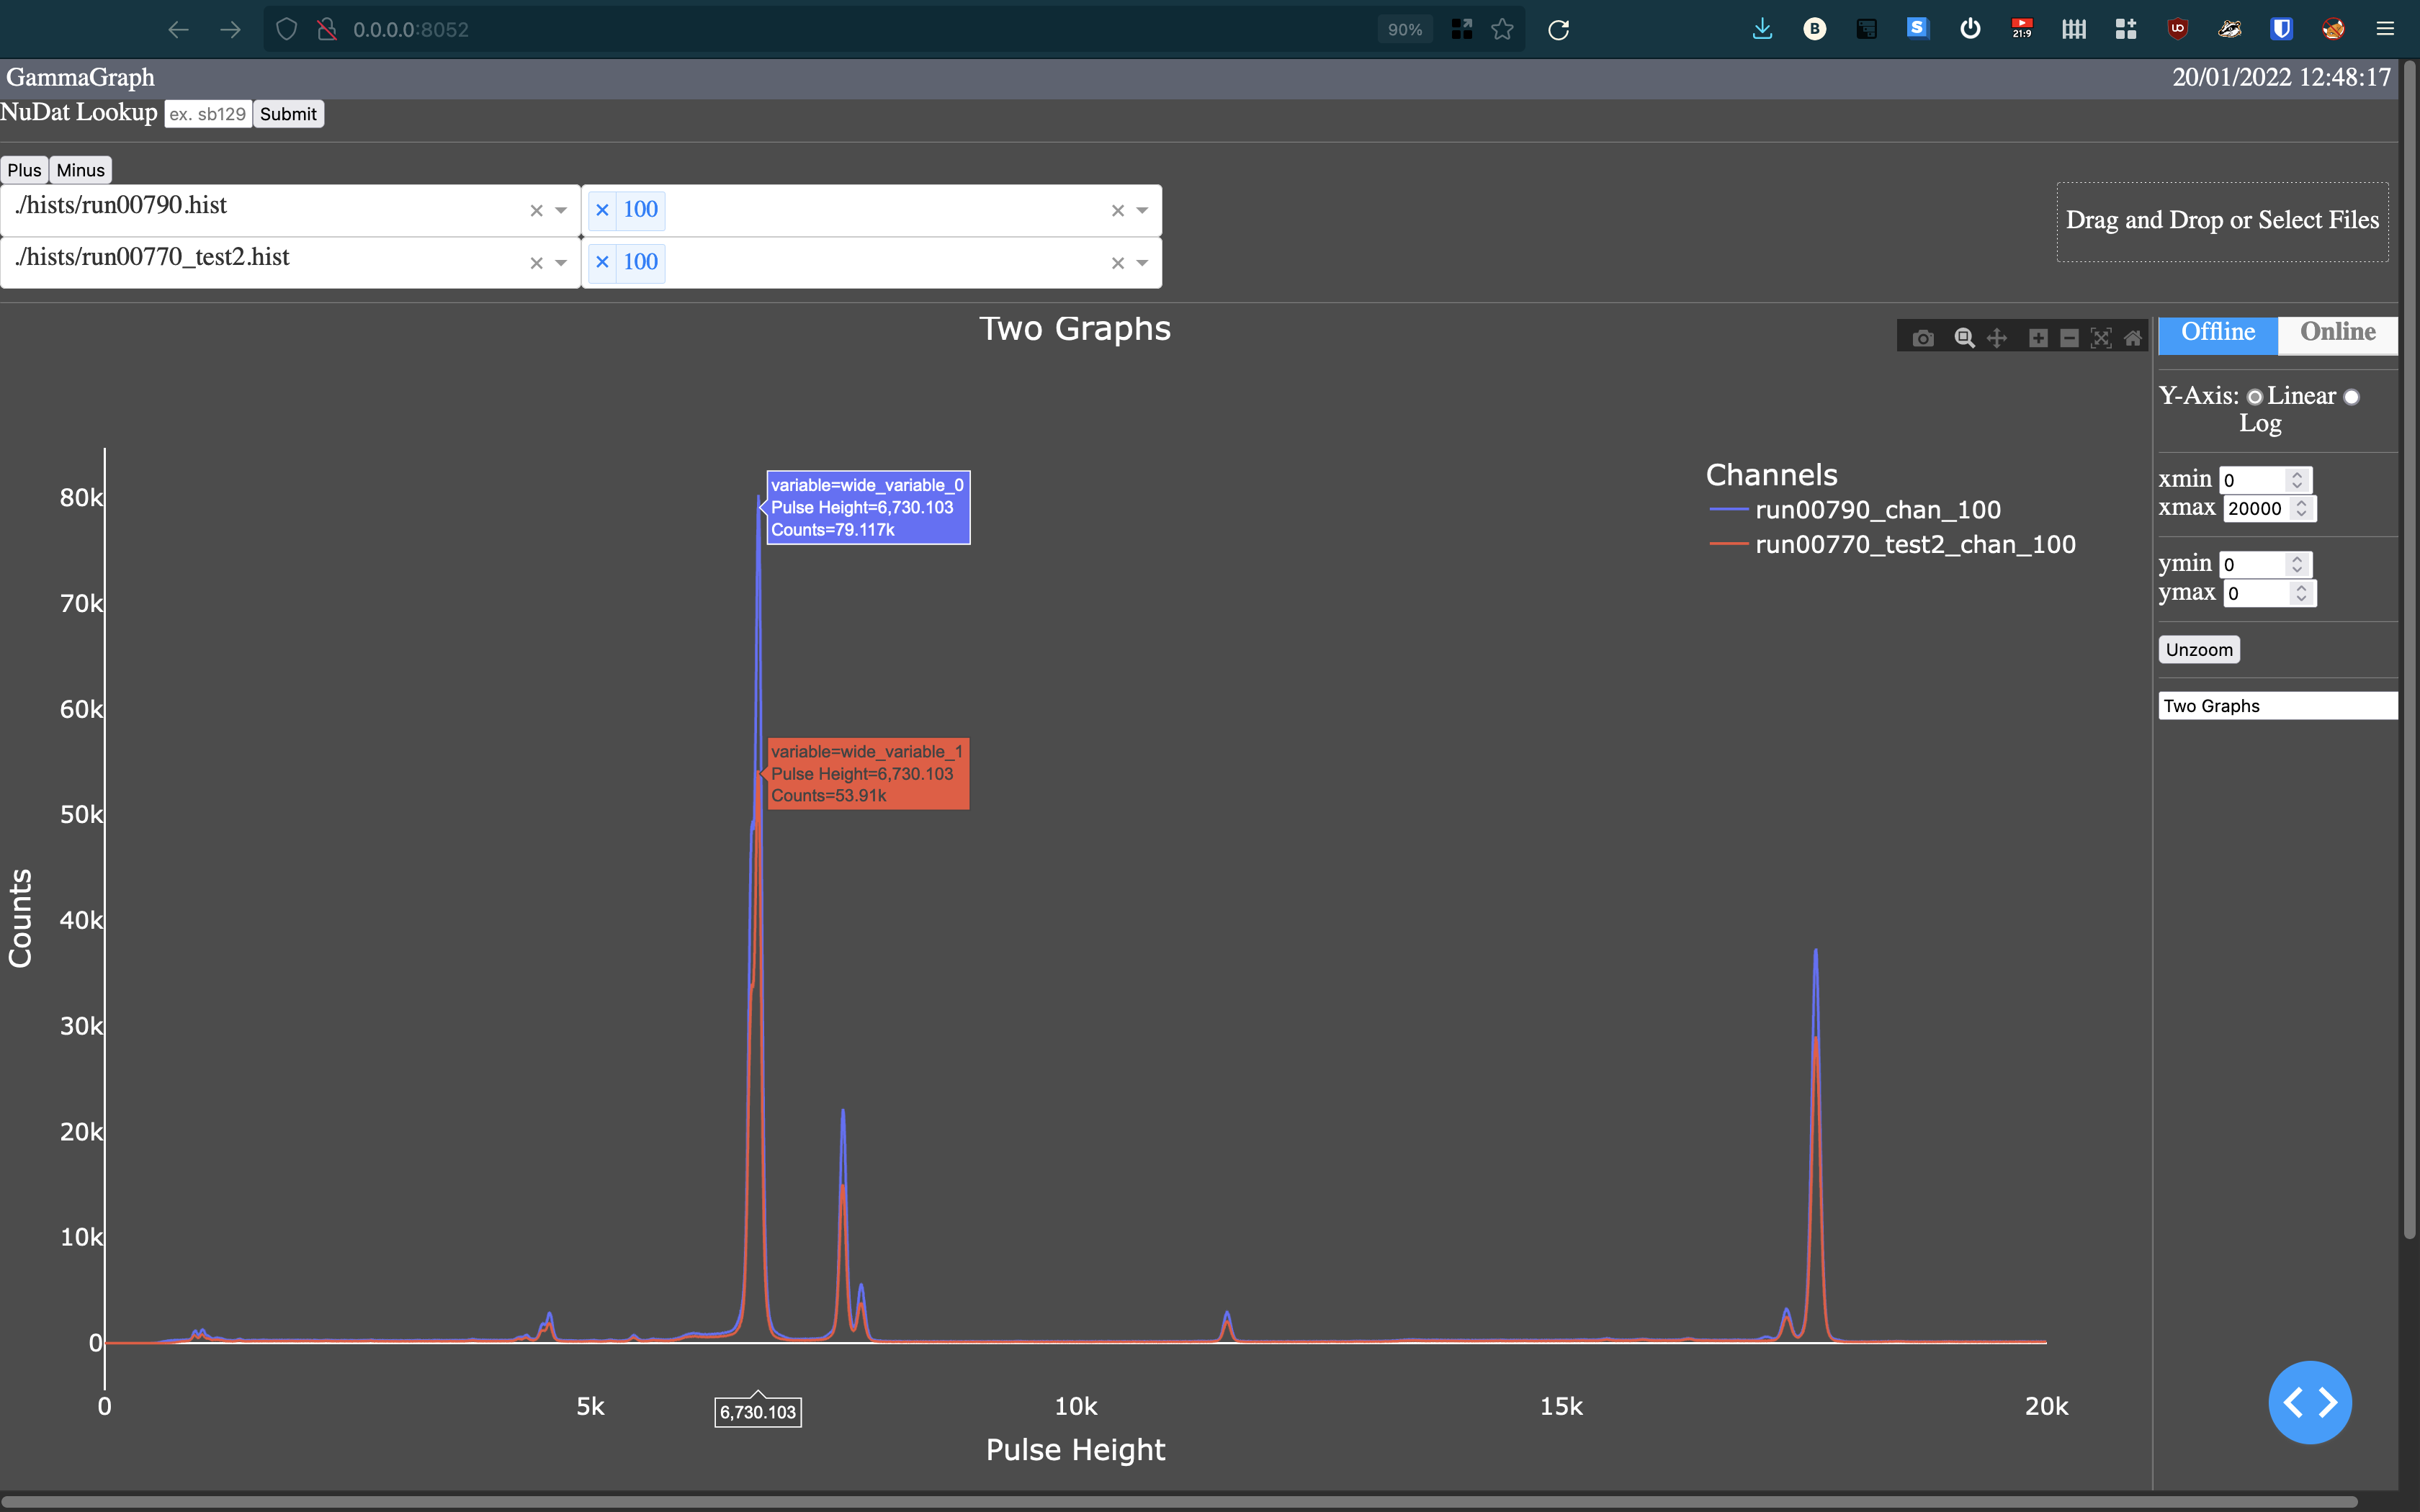 0.0.0.0:8052
90%
21:9
GammaGraph
20/01/2022 12:48:17
NuDat Lookup ex. sb129 Submit
Plus Minus
./hists/run00790.hist × 100
./hists/run00770_test2.hist × 100
Drag and Drop or Select Files
Two Graphs
Offline Online
Y-Axis: Linear
Log
xmin 0
xmax 20000
ymin 0
ymax 0
Unzoom
Two Graphs
Channels
run00790_chan_100
run00770_test2_chan_100
variable=wide_variable_0
Pulse Height=6,730.103
Counts=79.117k
variable=wide_variable_1
Pulse Height=6,730.103
Counts=53.91k
Counts
80k
70k
60k
50k
40k
30k
20k
10k
0
0 5k 10k 15k 20k
6,730.103
Pulse Height